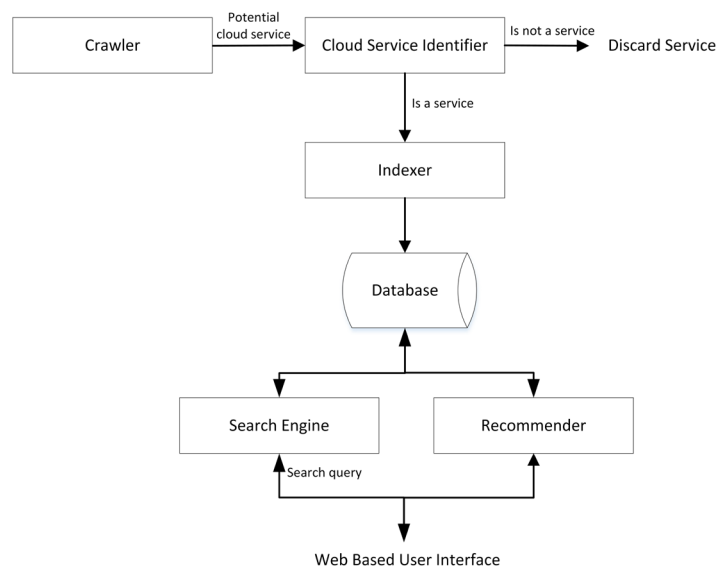 Crawler
Potential
cloud service
Cloud Service Identifier
Is not a service
Discard Service
Is a service
Indexer
Database
Search Engine
Recommender
Search query
Web Based User Interface